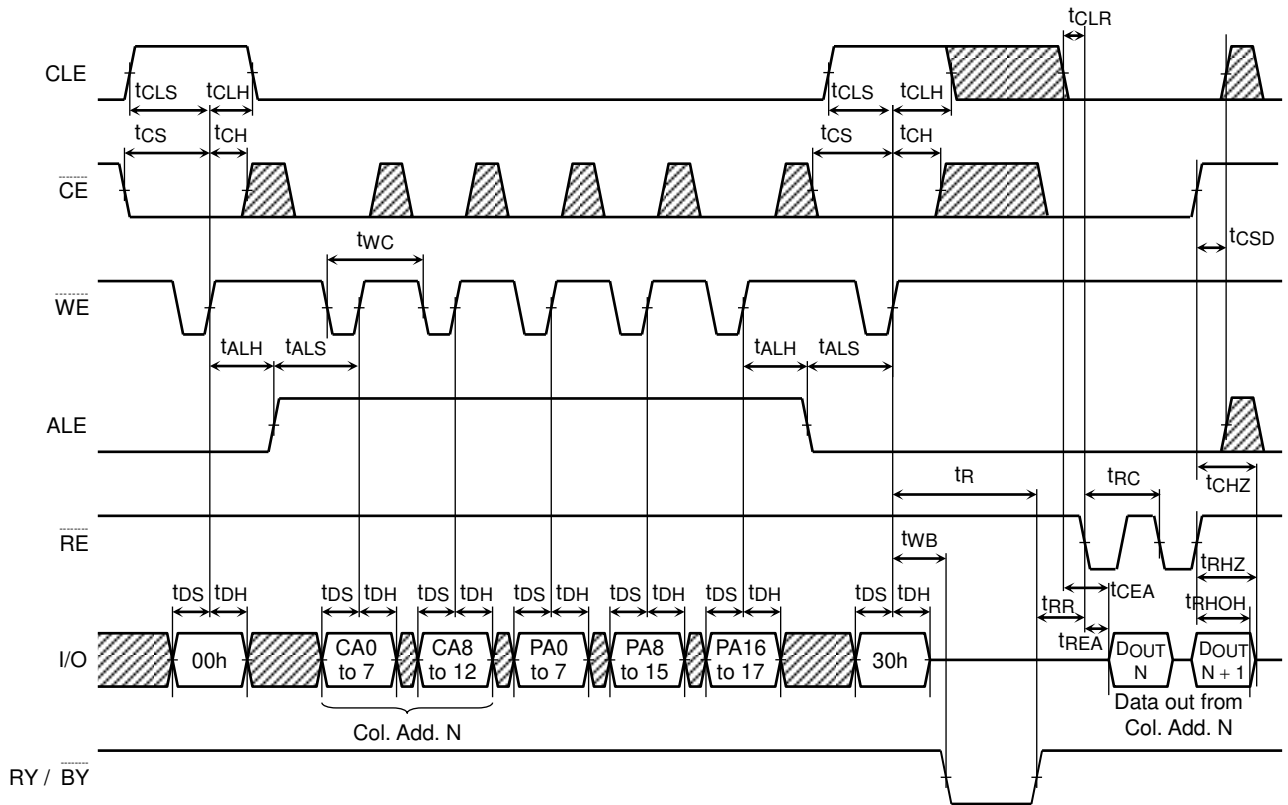 tCLR
CLE
tCLS tCLH tCLS tCLH
tCS tCH tCS tCH
CE
tWC tCSD
WE
tALH tALS tALH tALS
ALE
tR tRC tCHZ
RE
tWB tRHZ
tDS tDH tDS tDH tDS tDH tDS tDH tDS tDH tDS tDH tDS tDH tRR tCEA tRHOH
tREA
I/O 00h CA0 to 7 CA8 to 12 PA0 to 7 PA8 to 15 PA16 to 17 30h DOUT N DOUT N + 1
Col. Add. N
Data out from
Col. Add. N
RY / BY